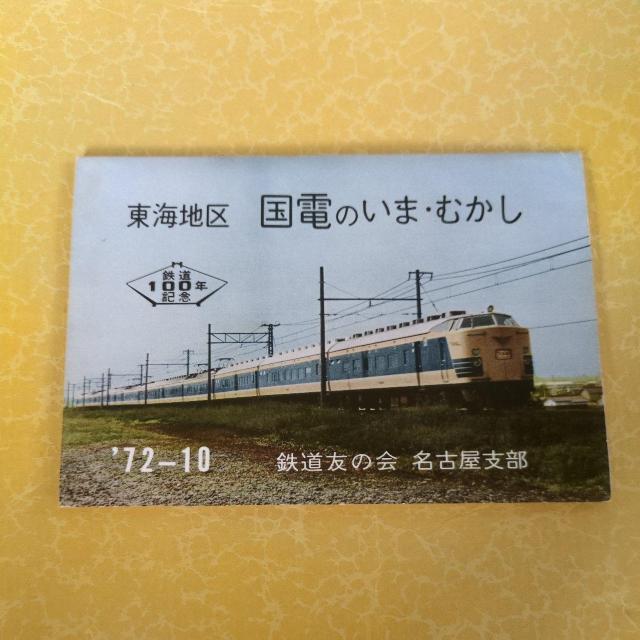 東海地区 国電のいま・むかし
鉄道
100年
記念
'72-10 鉄道友の会 名古屋支部